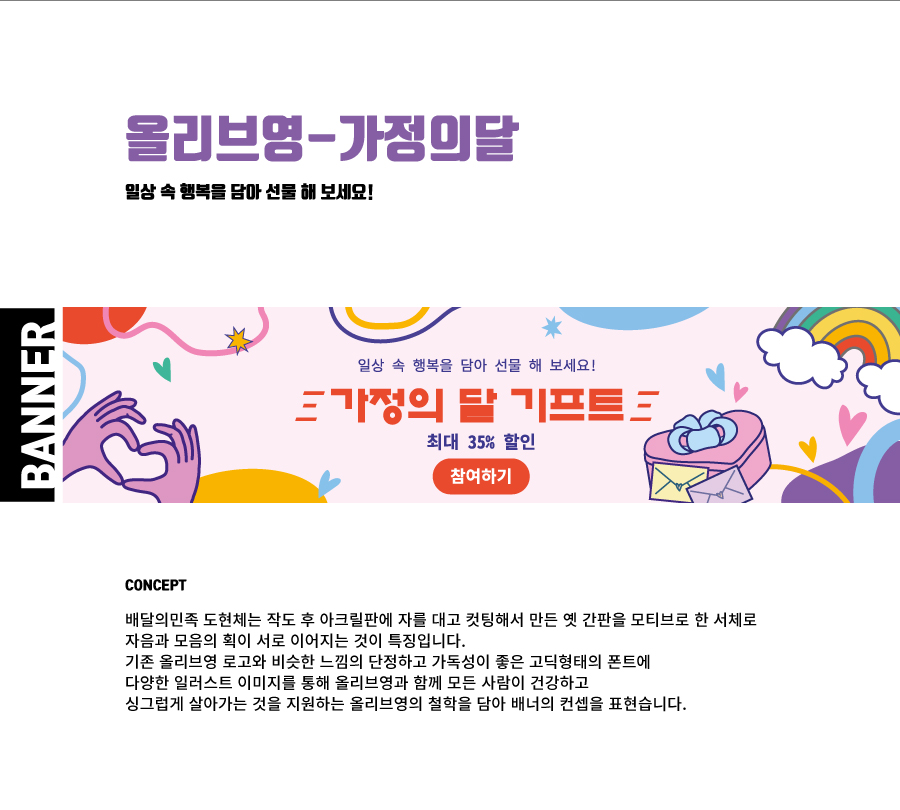 올리브영-가정의달
일상 속 행복을 담아 선물 해 보세요!
BANNER
일상 속 행복을 담아 선물 해 보세요!
가정의 달 기프트
최대 35% 할인
참여하기
CONCEPT
배달의민족 도현체는 작도 후 아크릴판에 자를 대고 컷팅해서 만든 옛 간판을 모티브로 한 서체로
자음과 모음의 획이 서로 이어지는 것이 특징입니다.
기존 올리브영 로고와 비슷한 느낌의 단정하고 가독성이 좋은 고딕형태의 폰트에
다양한 일러스트 이미지를 통해 올리브영과 함께 모든 사람이 건강하고
싱그럽게 살아가는 것을 지원하는 올리브영의 철학을 담아 배너의 컨셉을 표현습니다.